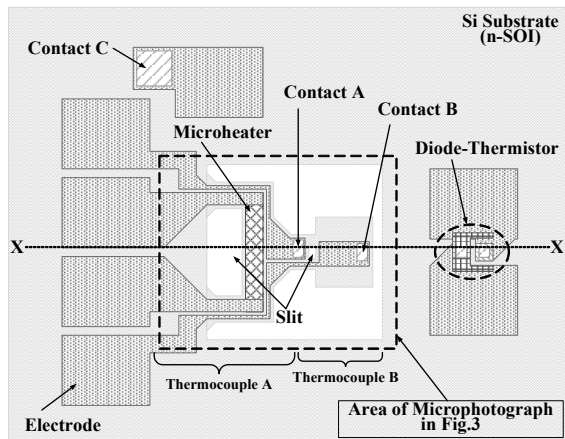 Si Substrate
(n-SOI)
Contact C
Contact A
Contact B
Microheater
Diode-Thermistor
X
X
Slit
Thermocouple A
Thermocouple B
Electrode
Area of Microphotograph
in Fig.3